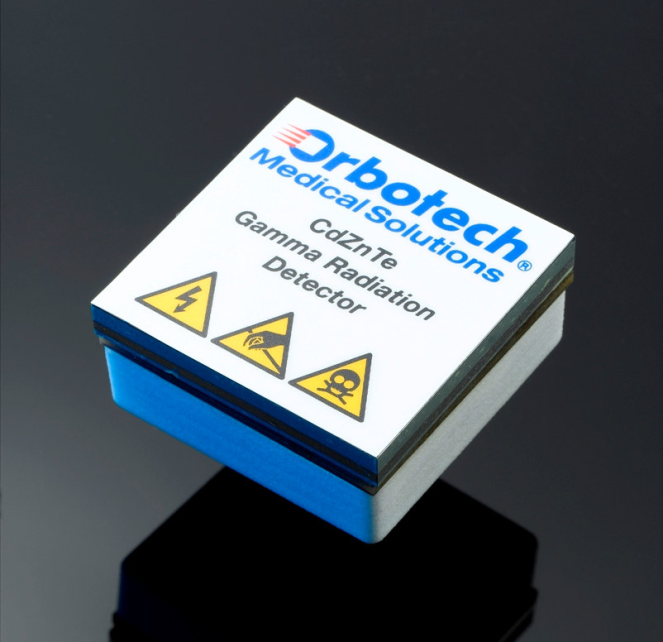 Orbotech®
Medical Solutions
CdZnTe
Gamma Radiation
Detector